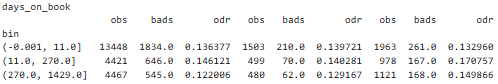 days_on_book
obs bads odr obs bads odr obs bads odr
bin
(-0.001, 11.0] 13448 1834.0 0.136377 1503 210.0 0.139721 1963 261.0 0.132960
(11.0, 270.0] 4421 646.0 0.146121 499 70.0 0.140281 978 167.0 0.170757
(270.0, 1429.0] 4467 545.0 0.122006 480 62.0 0.129167 1121 168.0 0.149866